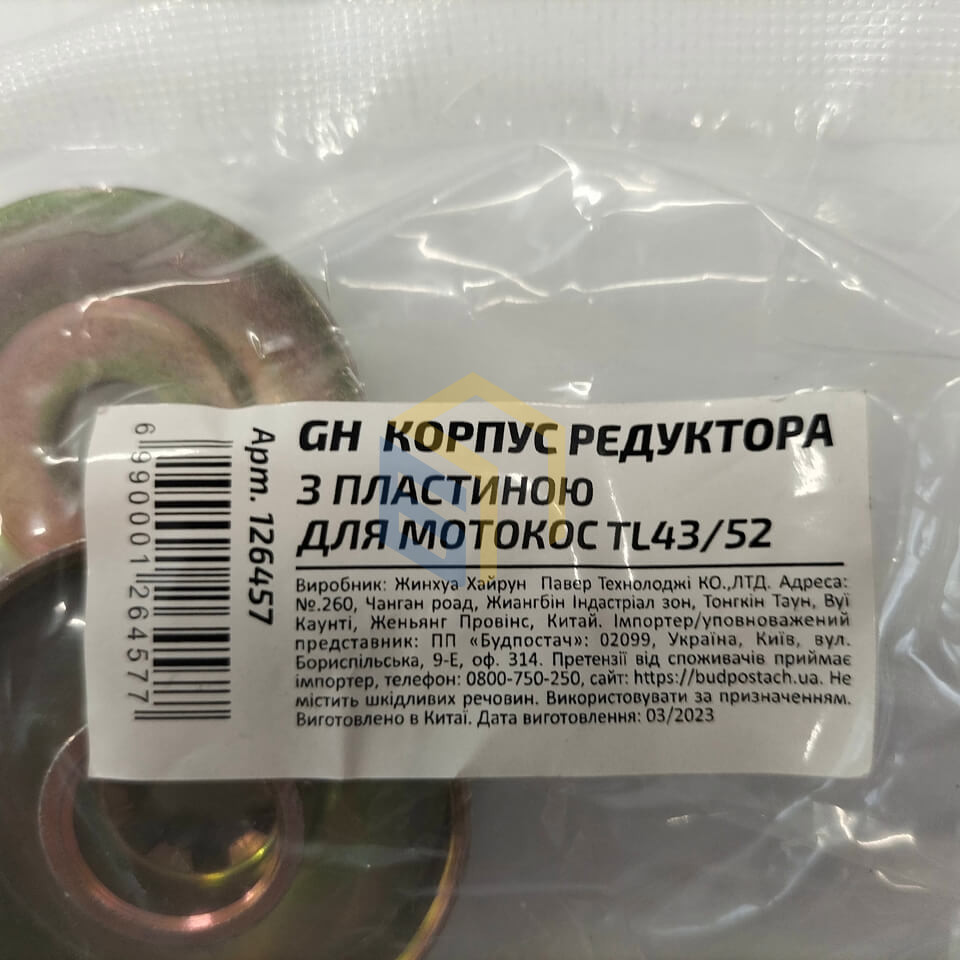 GH КОРПУС РЕДУКТОРА
З ПЛАСТИНОЮ
ДЛЯ МОТОКОС TL43/52
Виробник: Жинхуа Хайрун Павер Технолоджі КО.,ЛТД. Адреса:
№.260, Чанган роад, Жиангбін Індастріал зон, Тонгкін Таун, Вуї
Каунті, Женьянг Провінс, Китай. Імпортер/уповноважений
представник: ПП «Будпостач»: 02099, Україна, Київ, вул.
Бориспільська, 9-Е, оф. 314. Претензії від споживачів приймає
імпортер, телефон: 0800-750-250, сайт: https://budpostach.ua. Не
містить шкідливих речовин. Використовувати за призначенням.
Виготовлено в Китаї. Дата виготовлення: 03/2023
Арт. 126457
6990001264577